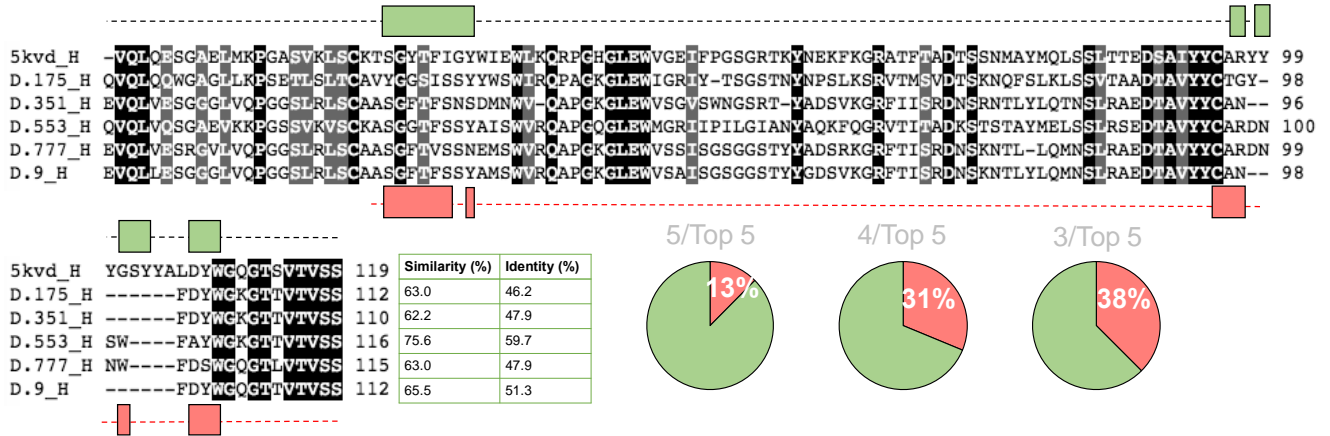 5kvd_H -VQLQESGAELMKPGASVKLSCKTSGYTFIGYWIEWLKQRPGHGLEWVGEIFPGSGRTKYNEKFKGRATFTADTSSNMAYMQLSSLTTEDSAIYYCARYY 99
D.175_H QVQLQQWGAGLLKPSETLSLTCAVYGGSISSYYWSWIRQPAGKGLEWIGRIY-TSGSTNYNPSLKSRVTMSVDTSKNQFSLKLSSVTAADTAVYYCTGY- 98
D.351_H EVQLVESGGGLVQPGGSLRLSCAASGFTFSNSDMNWV-QAPGKGLEWVSGVSWNGSRT-YADSVKGRFIISRDNSRNTLYLQTNSLRAEDTAVYYCAN-- 96
D.553_H QVQLVQSGAEVKKPGSSVKVSCKASGGTFSSYAISWVRQAPGQGLEWMGRIIPILGIANYAQKFQGRVTITADKSTSTAYMELSSLRSEDTAVYYCARDN 100
D.777_H EVQLVESRGVLVQPGGSLRLSCAASGFTVSSNEMSWVRQAPGKGLEWVSSISGSGGSTYYADSRKGRFTISRDNSKNTL-LQMNSLRAEDTAVYYCARDN 99
D.9_H EVQLLESGGGLVQPGGSLRLSCAASGFTFSSYAMSWVRQAPGKGLEWVSAISGSGGSTYYGDSVKGRFTISRDNSKNTLYLQMNSLRAEDTAVYYCAN-- 98
5kvd_H YGSYYALDYWGQGTSVTVSS 119
D.175_H ------FDYWGKGTTVTVSS 112
D.351_H ------FDYWGKGTTVTVSS 110
D.553_H SW----FAYWGKGTTVTVSS 116
D.777_H NW----FDSWGQGTLVTVSS 115
D.9_H ------FDYWGQGTTVTVSS 112
Similarity (%) Identity (%)
63.0 46.2
62.2 47.9
75.6 59.7
63.0 47.9
65.5 51.3
5/Top 5 4/Top 5 3/Top 5
13% 31% 38%